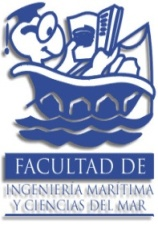 FACULTAD DE
INGENIERÍA MARÍTIMA
Y CIENCIAS DEL MAR